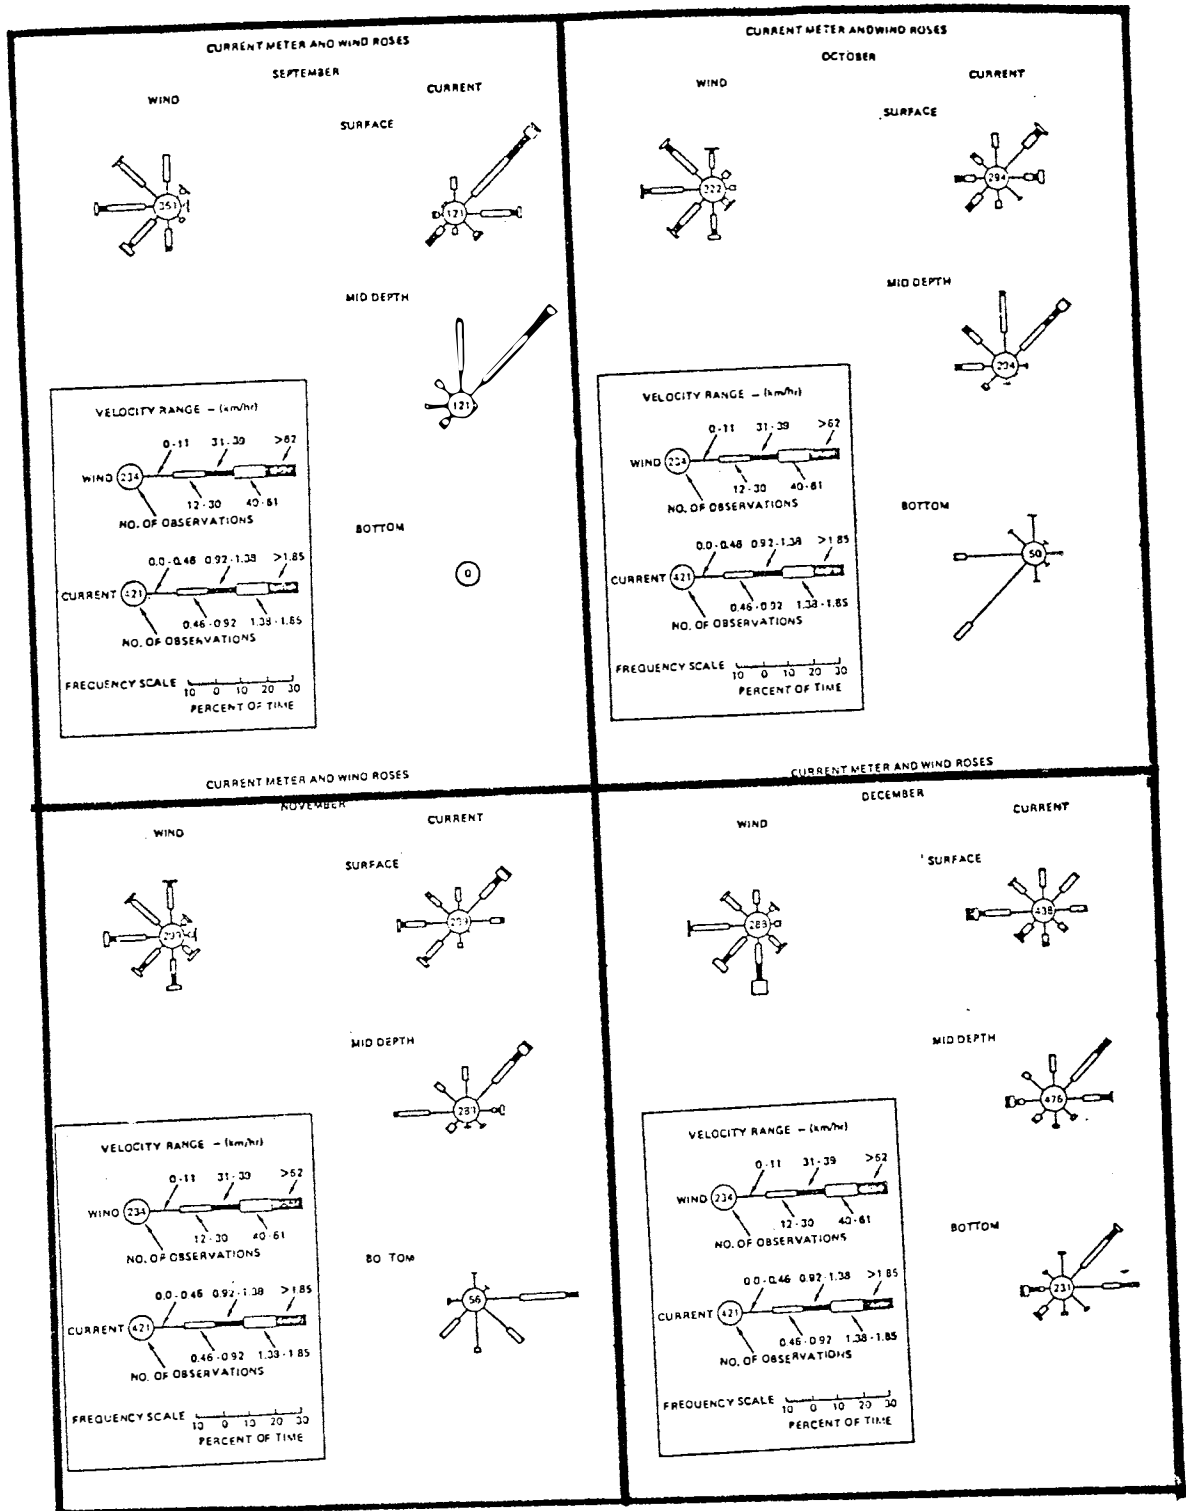 CURRENT METER AND WIND ROSES
SEPTEMBER
WIND
CURRENT
SURFACE
351
121
MID DEPTH
121
VELOCITY RANGE – (km/hr)
0-11 31-39 >62
WIND 234
12-30 40-61
NO. OF OBSERVATIONS
0.0-0.46 0.92-1.38 >1.85
CURRENT 421
0.46-0.92 1.38-1.85
NO. OF OBSERVATIONS
FREQUENCY SCALE 10 0 10 20 30
PERCENT OF TIME
BOTTOM
0
CURRENT METER AND WIND ROSES
OCTOBER
WIND
CURRENT
SURFACE
222
294
MID DEPTH
294
VELOCITY RANGE – (km/hr)
0-11 31-39 >62
WIND 234
12-30 40-61
NO. OF OBSERVATIONS
0.0-0.46 0.92-1.38 >1.85
CURRENT 421
0.46-0.92 1.38-1.85
NO. OF OBSERVATIONS
FREQUENCY SCALE 10 0 10 20 30
PERCENT OF TIME
BOTTOM
50
CURRENT METER AND WIND ROSES
NOVEMBER
WIND
CURRENT
SURFACE
MID DEPTH
VELOCITY RANGE – (km/hr)
0-11 31-39 >62
WIND 234
12-30 40-61
NO. OF OBSERVATIONS
0.0-0.46 0.92-1.38 >1.85
CURRENT 421
0.46-0.92 1.38-1.85
NO. OF OBSERVATIONS
FREQUENCY SCALE 10 0 10 20 30
PERCENT OF TIME
BO TOM
56
CURRENT METER AND WIND ROSES
DECEMBER
WIND
CURRENT
SURFACE
288
438
MID DEPTH
476
VELOCITY RANGE – (km/hr)
0-11 31-39 >62
WIND 234
12-30 40-61
NO. OF OBSERVATIONS
0.0-0.46 0.92-1.38 >1.85
CURRENT 421
0.46-0.92 1.38-1.85
NO. OF OBSERVATIONS
FREQUENCY SCALE 10 0 10 20 30
PERCENT OF TIME
BOTTOM
231